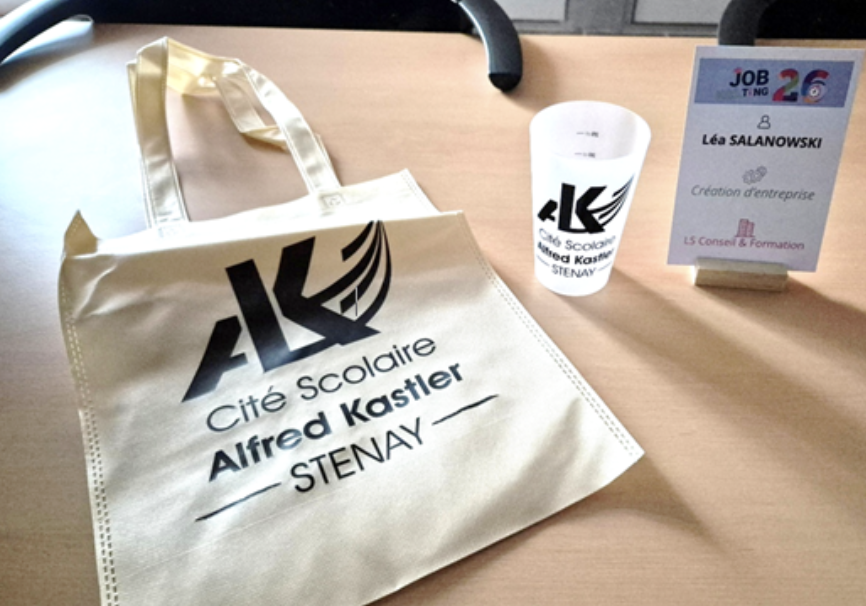 AK
Cité Scolaire
Alfred Kastler
STENAY
AK
Cité Scolaire
Alfred Kastler
STENAY
JOB 26
TING
Léa SALANOWSKI
Création d'entreprise
LS Conseil & Formation